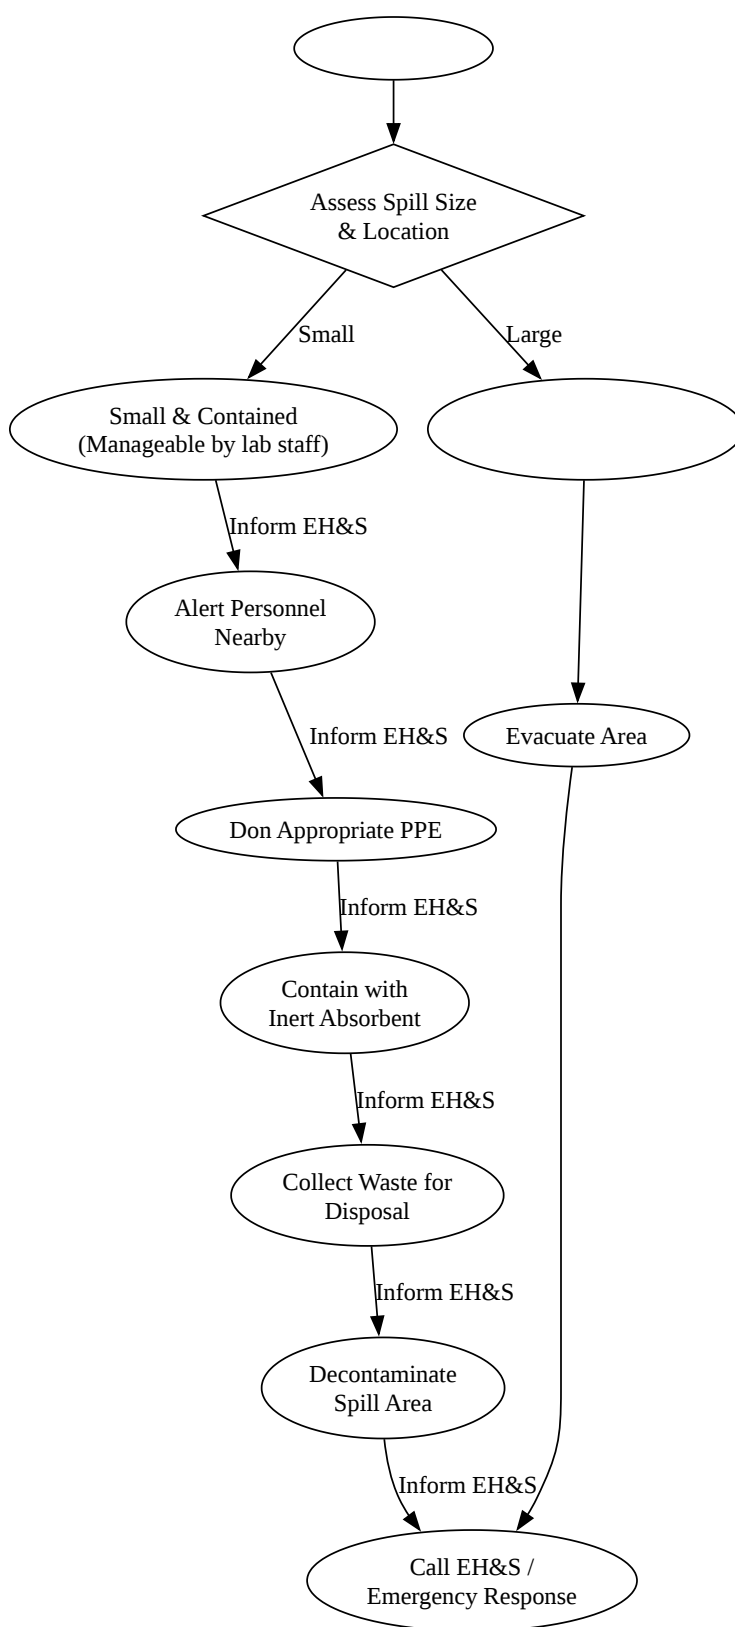 Assess Spill Size
& Location
Small
Large
Small & Contained
(Manageable by lab staff)
Inform EH&S
Alert Personnel
Nearby
Inform EH&S
Evacuate Area
Don Appropriate PPE
Inform EH&S
Contain with
Inert Absorbent
Inform EH&S
Collect Waste for
Disposal
Inform EH&S
Decontaminate
Spill Area
Inform EH&S
Call EH&S /
Emergency Response